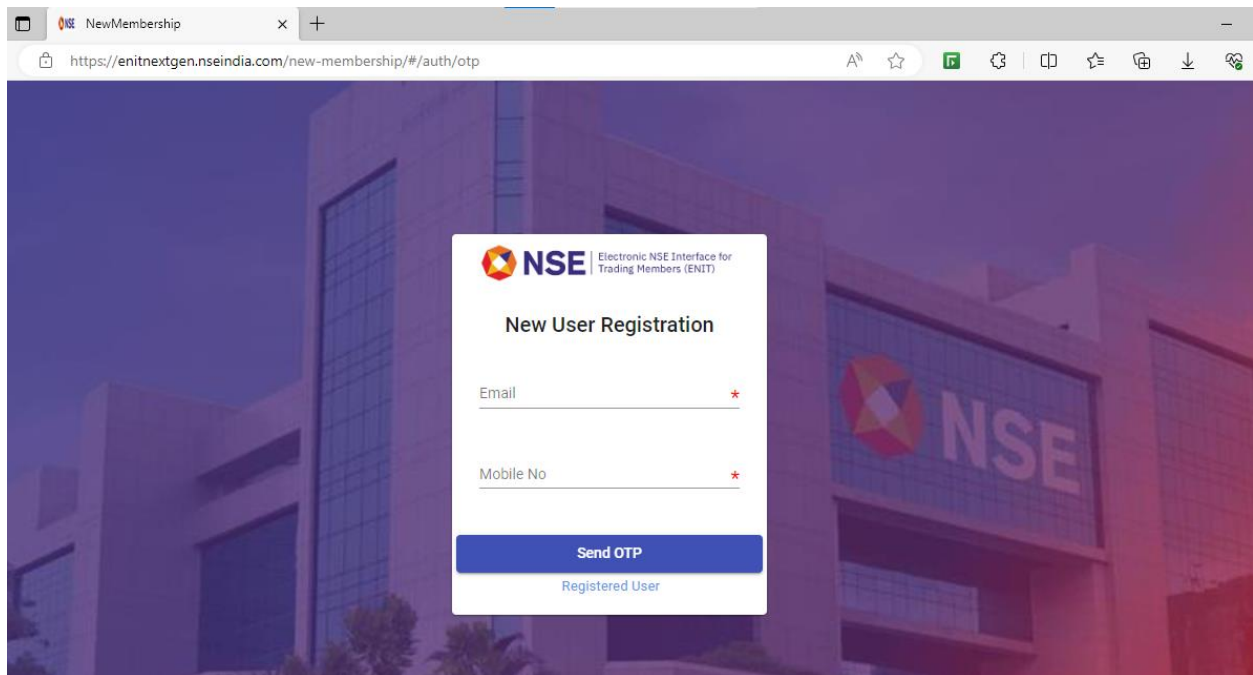 NSE NewMembership
https://enitnextgen.nseindia.com/new-membership/#/auth/otp
NSE Electronic NSE Interface for
Trading Members (ENIT)
New User Registration
Email *
Mobile No *
Send OTP
Registered User
NSE